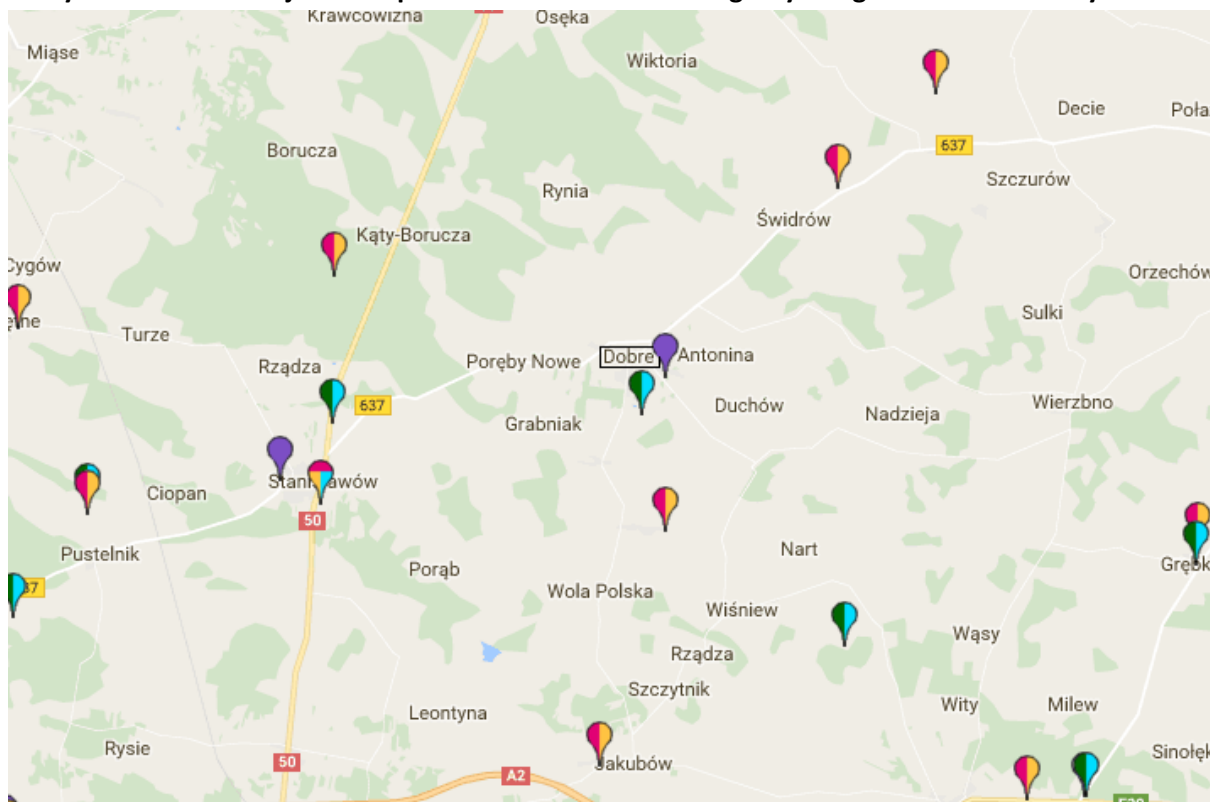 Krawcowizna
Osęka
Miąse
Wiktoria
Decie
637
Borucza
Szczurów
Rynia
Świdrów
Kąty-Borucza
Cygów
Orzechów
Sulki
Turze
Rządza
Poręby Nowe
Dobre
Antonina
637
Duchów
Nadzieja
Wierzbno
Grabniak
Ciopan
50
Pustelnik
Nart
Porąb
Wola Polska
Wiśniew
Wąsy
Rządza
Szczytnik
Leontyna
Wity
Milew
Rysie
50
A2
Jakubów